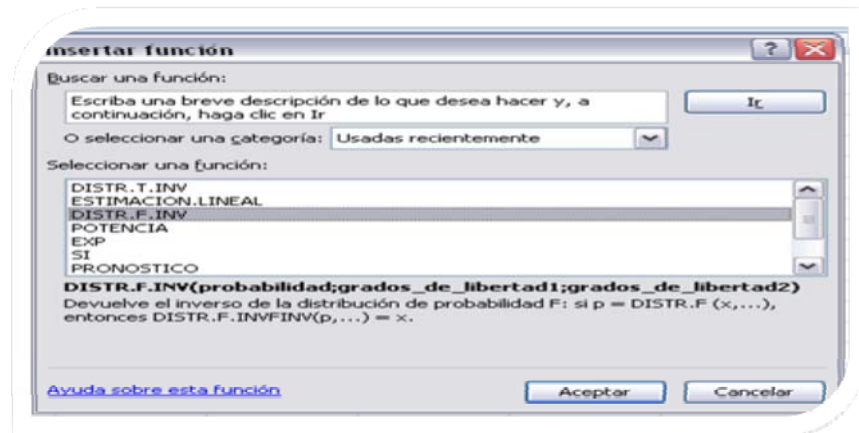 Insertar función
Buscar una función:
Escriba una breve descripción de lo que desea hacer y, a
continuación, haga clic en Ir
Ir
O seleccionar una categoría: Usadas recientemente
Seleccionar una función:
DISTR.T.INV
ESTIMACION.LINEAL
DISTR.F.INV
POTENCIA
EXP
SI
PRONOSTICO
DISTR.F.INV(probabilidad;grados_de_libertad1;grados_de_libertad2)
Devuelve el inverso de la distribución de probabilidad F: si p = DISTR.F (x,...),
entonces DISTR.F.INVFINV(p,...) = x.
Ayuda sobre esta función
Aceptar
Cancelar